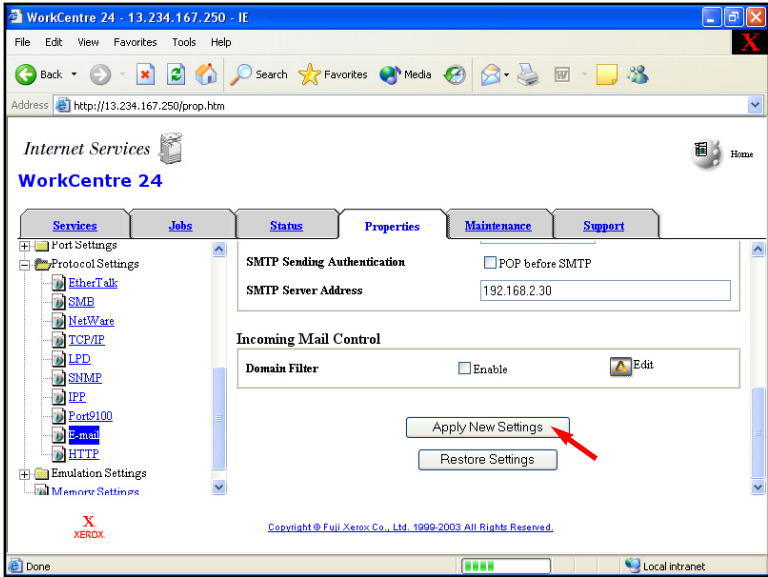 WorkCentre 24 - 13.234.167.250 - IE
File Edit View Favorites Tools Help
X
Back Search Favorites Media W
Address http://13.234.167.250/prop.htm
Internet Services
Home
WorkCentre 24
Services Jobs Status Properties Maintenance Support
Port Settings
Protocol Settings
EtherTalk
SMB
NetWare
TCP/IP
LPD
SNMP
IPP
Port9100
E-mail
HTTP
Emulation Settings
Memory Settings
SMTP Sending Authentication POP before SMTP
SMTP Server Address 192.168.2.30
Incoming Mail Control
Domain Filter Enable Edit
Apply New Settings
Restore Settings
X
XEROX.
Copyright © Fuji Xerox Co., Ltd. 1999-2003 All Rights Reserved.
Done Local intranet